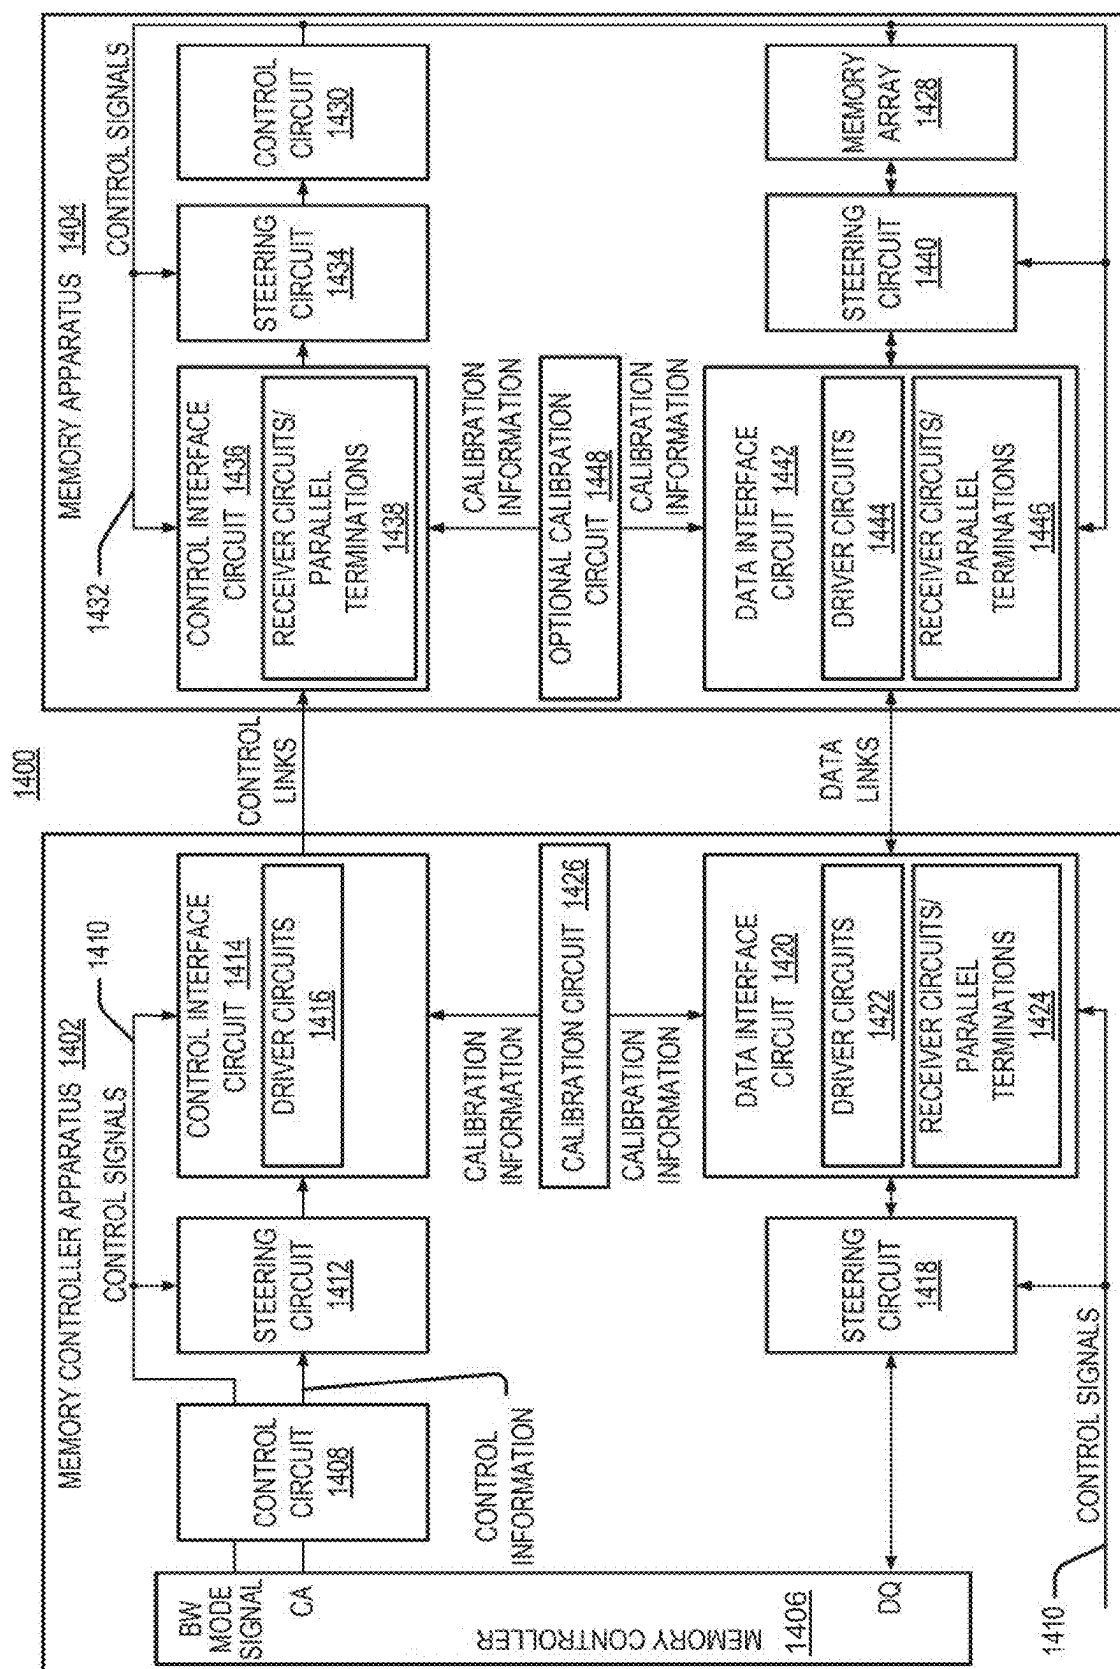 1400
MEMORY CONTROLLER APPARATUS 1402
CONTROL SIGNALS
1410
BW
MODE
SIGNAL
CA
DQ
MEMORY CONTROLLER
1406
CONTROL
CIRCUIT
1408
CONTROL
INFORMATION
STEERING
CIRCUIT
1412
CONTROL INTERFACE
CIRCUIT 1414
DRIVER CIRCUITS
1416
CALIBRATION
INFORMATION
CALIBRATION CIRCUIT 1426
CALIBRATION
INFORMATION
STEERING
CIRCUIT
1418
DATA INTERFACE
CIRCUIT 1420
DRIVER CIRCUITS
1422
RECEIVER CIRCUITS/
PARALLEL
TERMINATIONS
1424
CONTROL SIGNALS
1410
CONTROL
LINKS
DATA
LINKS
MEMORY APPARATUS 1404
CONTROL SIGNALS
1432
CONTROL INTERFACE
CIRCUIT 1436
RECEIVER CIRCUITS/
PARALLEL
TERMINATIONS
1438
STEERING
CIRCUIT
1434
CONTROL
CIRCUIT
1430
CALIBRATION
INFORMATION
OPTIONAL CALIBRATION
CIRCUIT 1448
CALIBRATION
INFORMATION
DATA INTERFACE
CIRCUIT 1442
DRIVER CIRCUITS
1444
RECEIVER CIRCUITS/
PARALLEL
TERMINATIONS
1446
STEERING
CIRCUIT
1440
MEMORY
ARRAY
1428